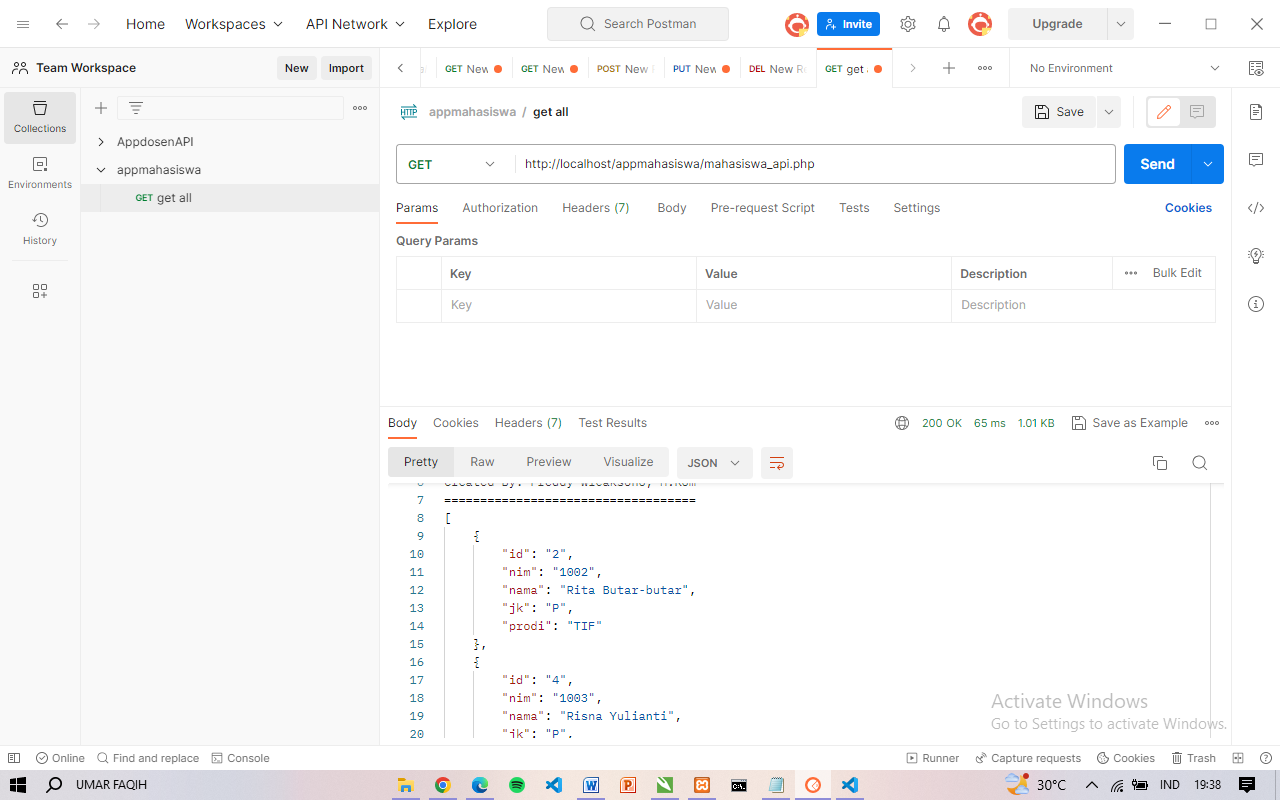 Home Workspaces API Network Explore Search Postman Invite Upgrade
Team Workspace New Import GET New GET New POST New PUT New DEL New Re GET get No Environment
Collections
Environments
History
AppdosenAPI
appmahasiswa
GET get all
HTTP appmahasiswa / get all Save
GET http://localhost/appmahasiswa/mahasiswa_api.php Send
Params Authorization Headers (7) Body Pre-request Script Tests Settings Cookies
Query Params
Key Value Description Bulk Edit
Key Value Description
Body Cookies Headers (7) Test Results 200 OK 65 ms 1.01 KB Save as Example
Pretty Raw Preview Visualize JSON
7 ===================================
8 [
9 {
10 "id": "2",
11 "nim": "1002",
12 "nama": "Rita Butar-butar",
13 "jk": "P",
14 "prodi": "TIF"
15 },
16 {
17 "id": "4",
18 "nim": "1003",
19 "nama": "Risna Yulianti",
20 "jk": "P",
Activate Windows
Go to Settings to activate Windows.
Online Find and replace Console Runner Capture requests Cookies Trash
UMAR FAQIH 30°C IND 19:38